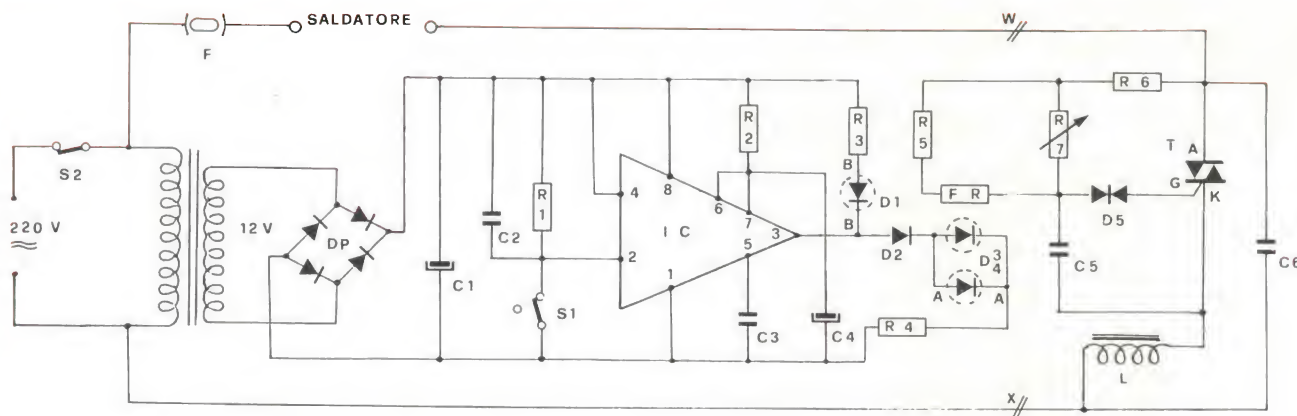 SALDATORE
F
W
S2
220 V
12 V
DP
C1
C2
R1
S1
IC
4
8
6
7
3
2
1
5
R2
R3
B
D1
B
C3
C4
D2
D3
4
A
A
R4
R5
FR
R7
R6
T
A
G
K
D5
C5
C6
L
X